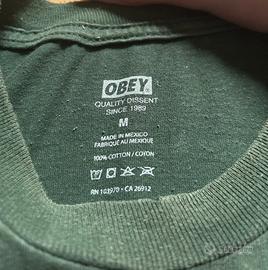 OBEY
QUALITY DISSENT
SINCE 1989
M
MADE IN MEXICO
FABRIQUÉ AU MEXIQUE
100% COTTON / COTON
RN 103970 • CA 26912